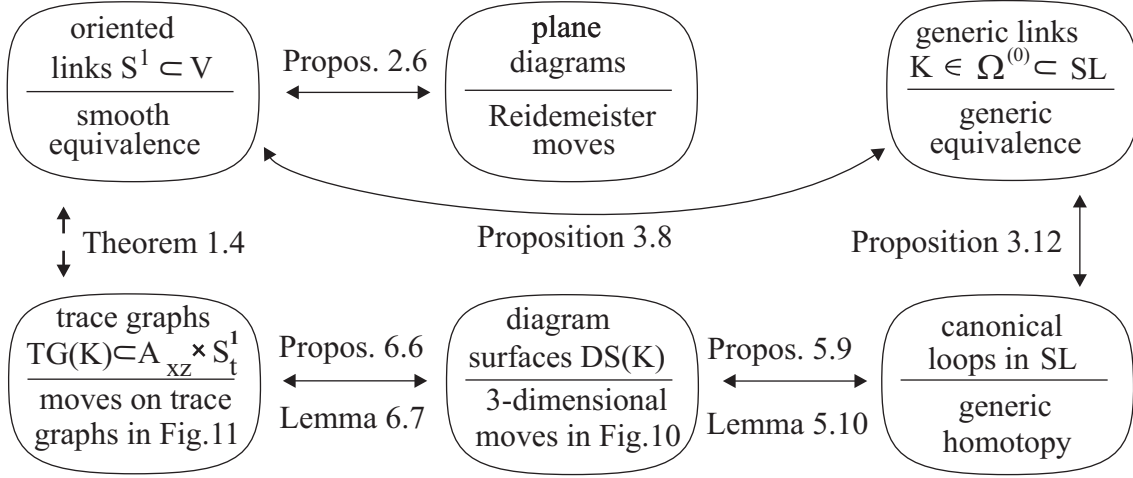 oriented
links S¹ ⊂ V
smooth
equivalence
Propos. 2.6
plane
diagrams
Reidemeister
moves
generic links
K ∈ Ω⁽⁰⁾ ⊂ SL
generic
equivalence
Theorem 1.4
Proposition 3.8
Proposition 3.12
trace graphs
TG(K)⊂A_xz × S_t^1
moves on trace
graphs in Fig.11
Propos. 6.6
Lemma 6.7
diagram
surfaces DS(K)
3-dimensional
moves in Fig.10
Propos. 5.9
Lemma 5.10
canonical
loops in SL
generic
homotopy